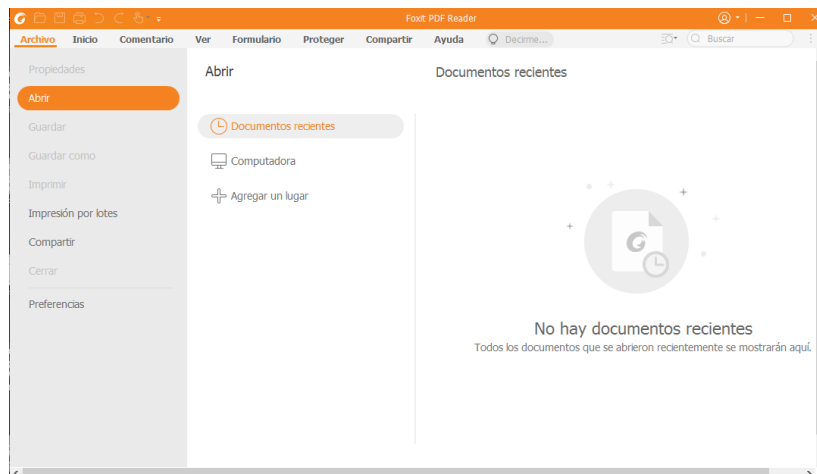 Foxit PDF Reader
Archivo Inicio Comentario Ver Formulario Proteger Compartir Ayuda Decirme... Buscar
Propiedades
Abrir
Guardar
Guardar como
Imprimir
Impresión por lotes
Compartir
Cerrar
Preferencias
Abrir
Documentos recientes
Computadora
Agregar un lugar
Documentos recientes
No hay documentos recientes
Todos los documentos que se abrieron recientemente se mostrarán aquí.